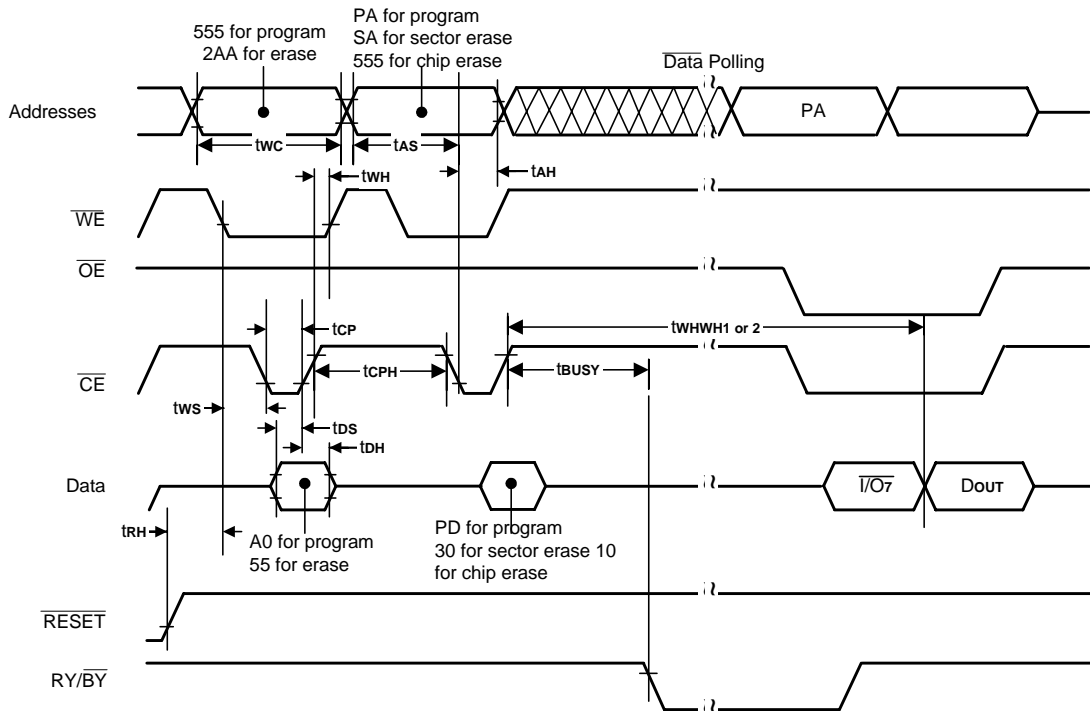 555 for program
2AA for erase
PA for program
SA for sector erase
555 for chip erase
Data Polling
Addresses
PA
tWC
tAS
tWH
tAH
WE
OE
tCP
tWHWH1 or 2
CE
tCPH
tBUSY
tWS
tDS
tDH
Data
I/O7
DOUT
tRH
A0 for program
55 for erase
PD for program
30 for sector erase 10
for chip erase
RESET
RY/BY